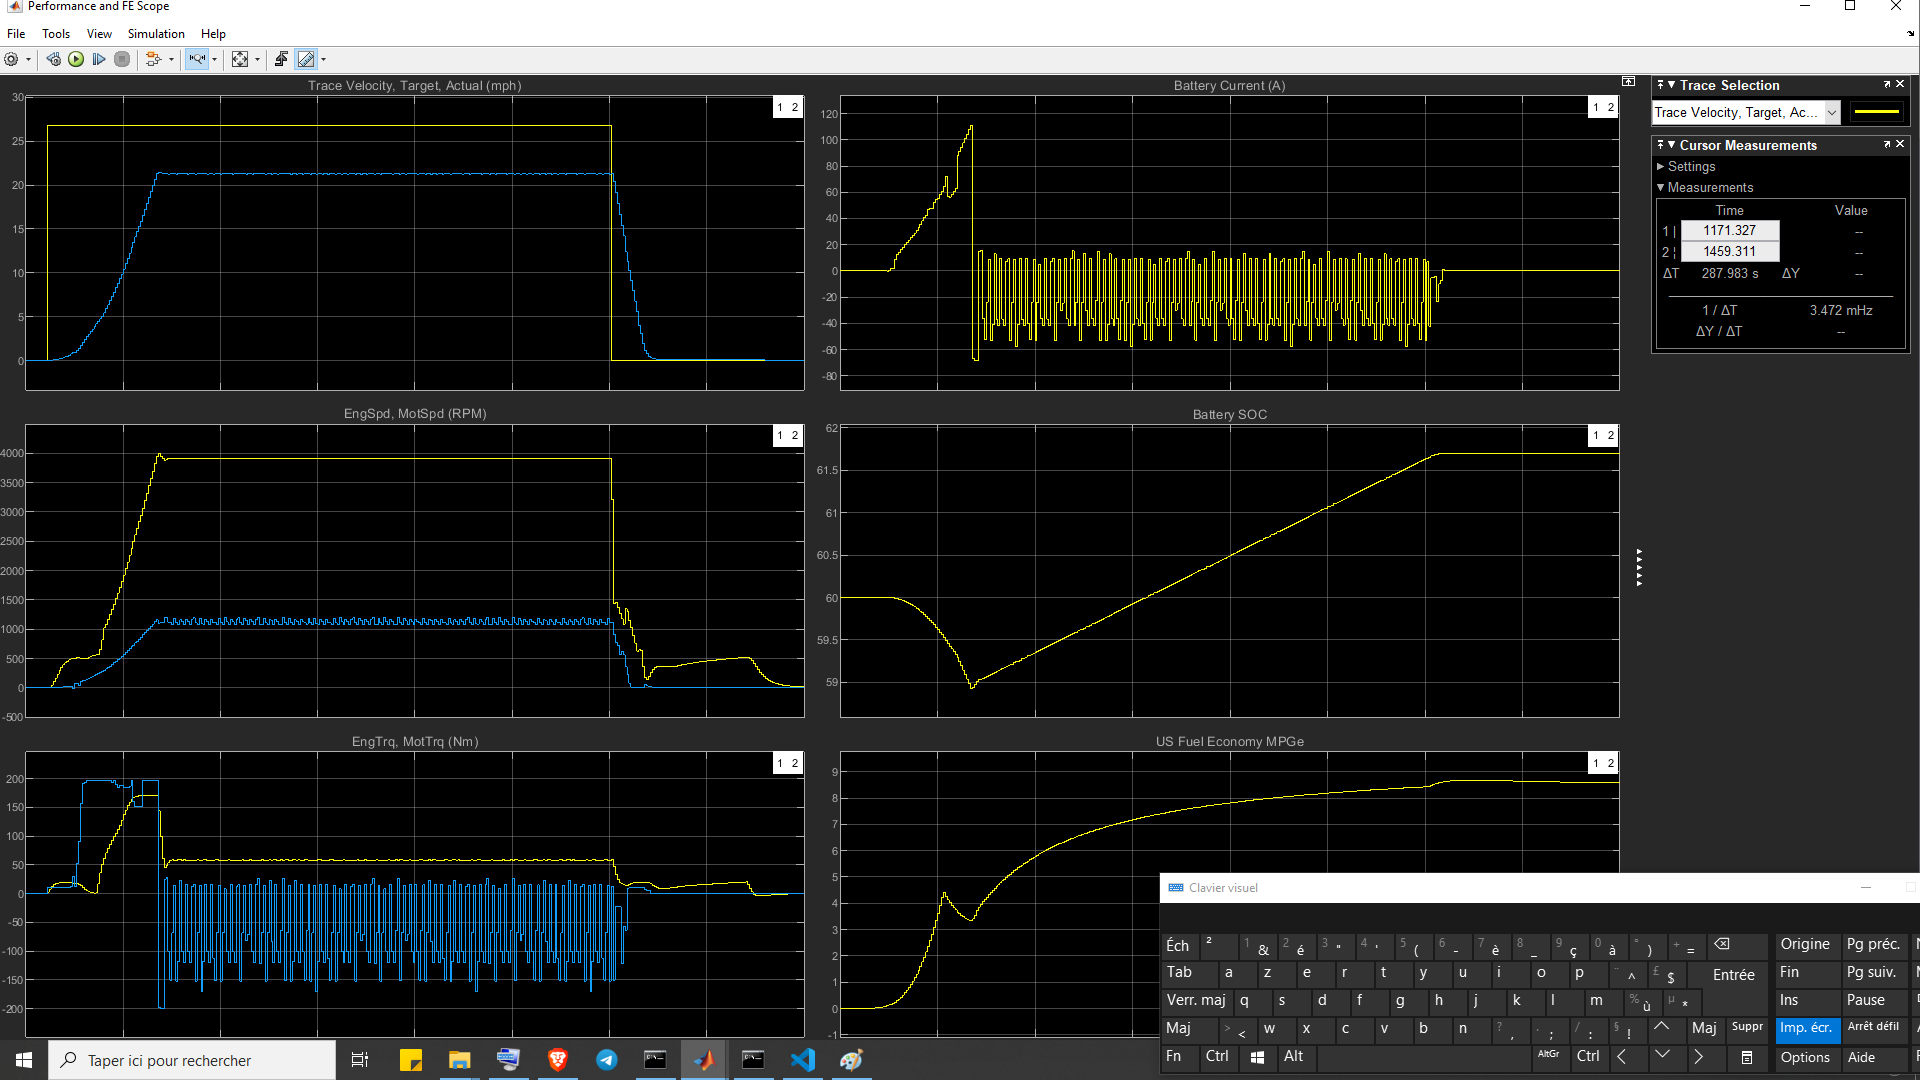 Performance and FE Scope
File Tools View Simulation Help
Trace Velocity, Target, Actual (mph)
1 2
30
25
20
15
10
5
0
Battery Current (A)
1 2
120
100
80
60
40
20
0
-20
-40
-60
-80
EngSpd, MotSpd (RPM)
1 2
4000
3500
3000
2500
2000
1500
1000
500
0
-500
Battery SOC
1 2
62
61.5
61
60.5
60
59.5
59
EngTrq, MotTrq (Nm)
1 2
200
150
100
50
0
-50
-100
-150
-200
US Fuel Economy MPGe
1 2
9
8
7
6
5
4
3
2
1
0
-1
Trace Selection
Trace Velocity, Target, Ac...
Cursor Measurements
Settings
Measurements
Time Value
1 | 1171.327 --
2 ¦ 1459.311 --
ΔT 287.983 s ΔY --
1 / ΔT 3.472 mHz
ΔY / ΔT --
Clavier visuel
Éch ² 1 & 2 é 3 " 4 ' 5 ( 6 - 7 è 8 _ 9 ç 0 à ° ) + = Origine Pg préc.
Tab a z e r t y u i o p ¨ ^ £ $ Entrée Fin Pg suiv.
Verr. maj q s d f g h j k l m % ù µ * Ins Pause
Maj > < w x c v b n ? , . ; / : § ! Maj Suppr Imp. écr. Arrêt défil
Fn Ctrl Alt AltGr Ctrl Options Aide
Taper ici pour rechercher